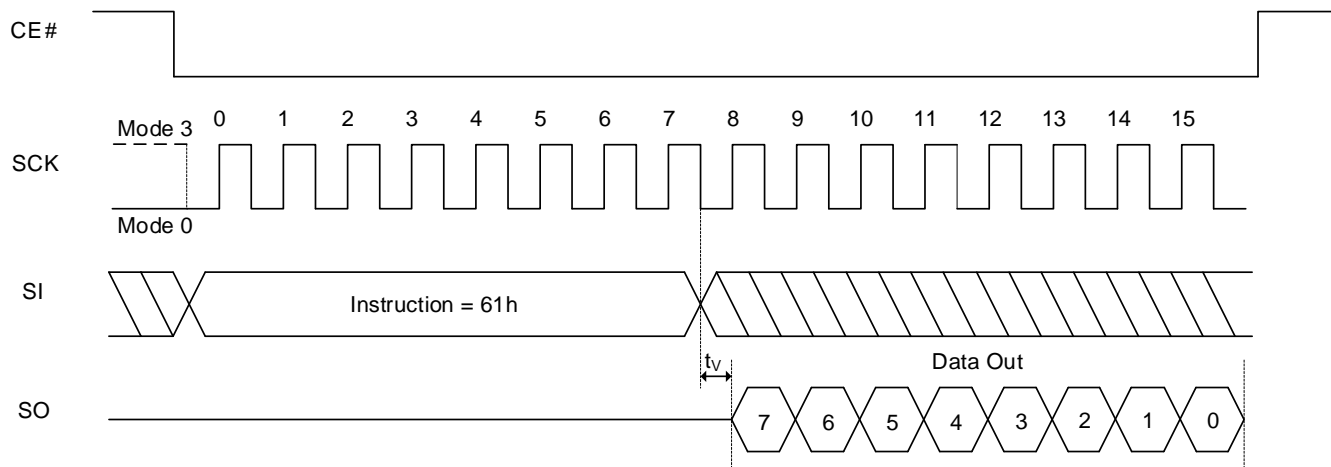 CE#
Mode 3
0 1 2 3 4 5 6 7 8 9 10 11 12 13 14 15
SCK
Mode 0
SI
Instruction = 61h
tV
Data Out
SO
7 6 5 4 3 2 1 0